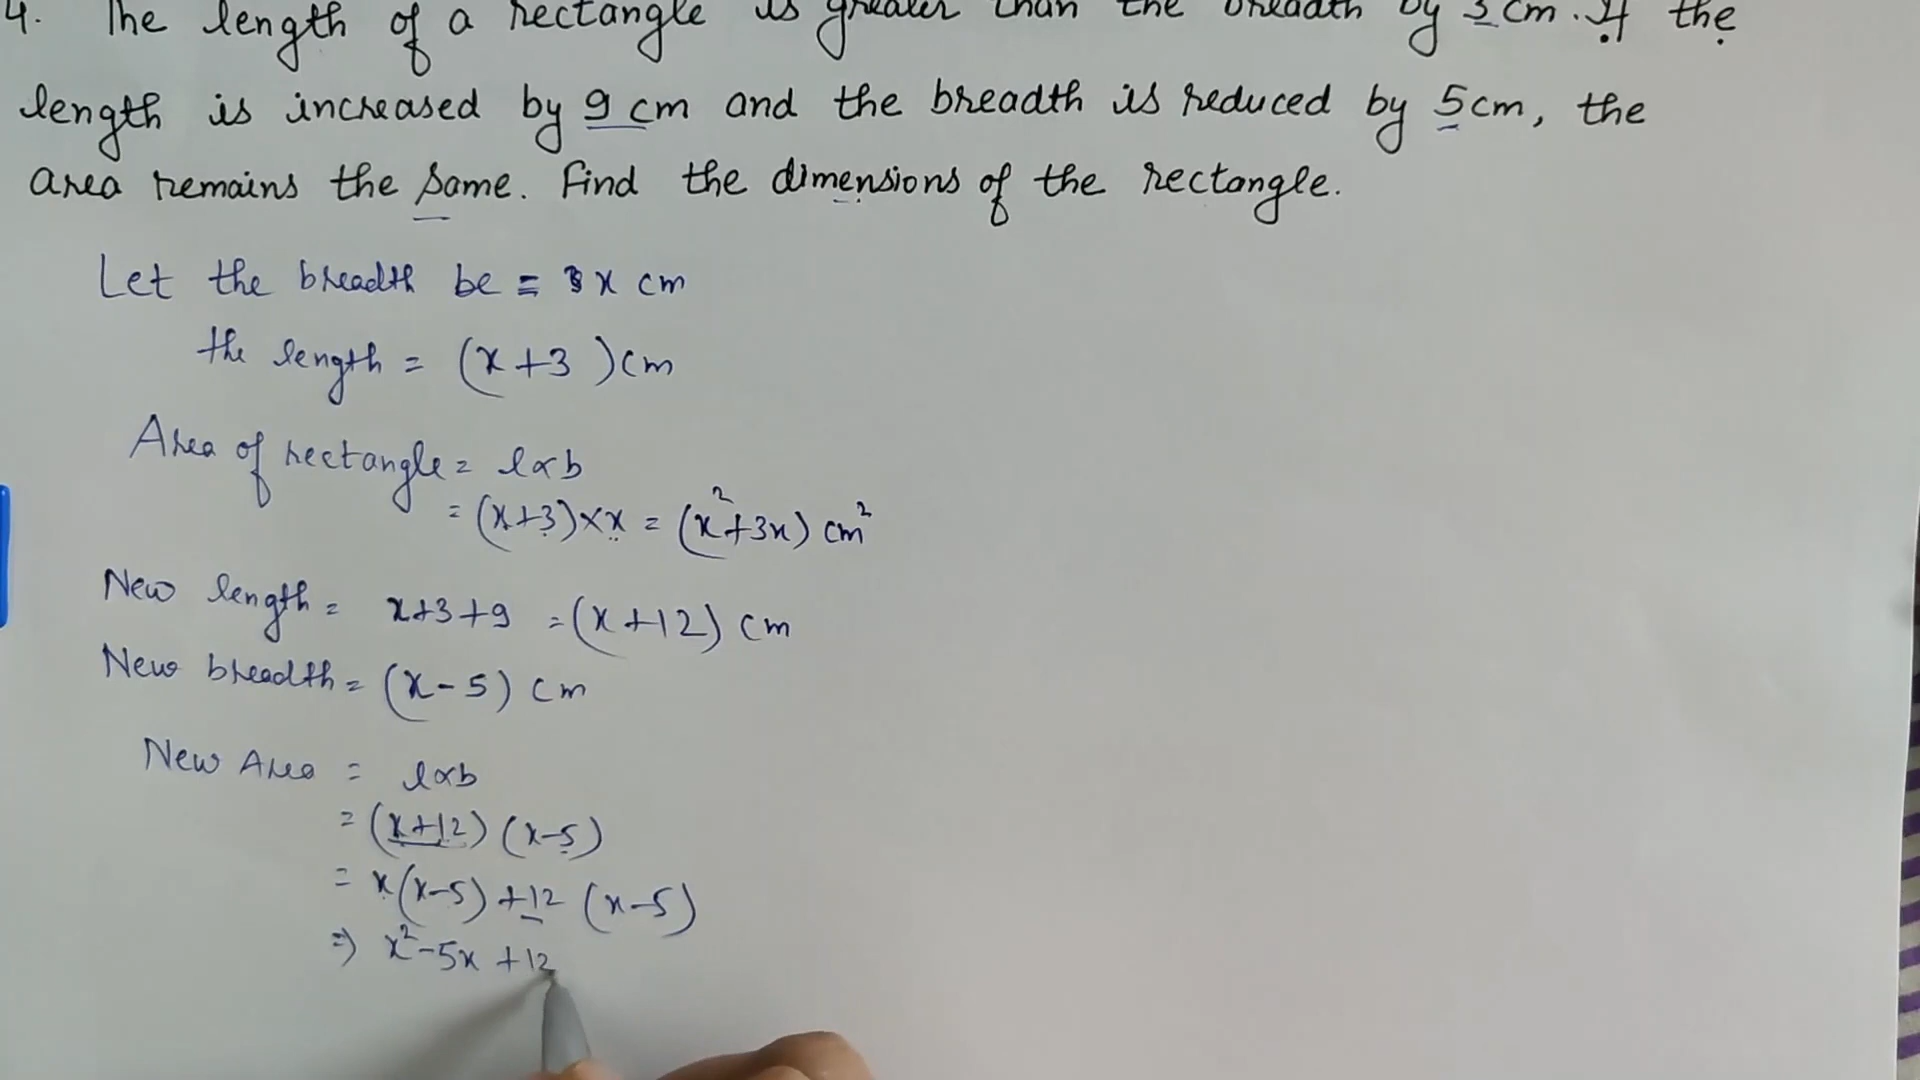 4. The length of a rectangle is greater than the breadth by 3 cm. If the
length is increased by 9 cm and the breadth is reduced by 5cm, the
area remains the same. Find the dimensions of the rectangle.
Let the breadth be = x cm
the length = (x+3) cm
Area of rectangle = l×b
= (x+3)×x = (x²+3x) cm²
New length = x+3+9 = (x+12) cm
New breadth = (x-5) cm
New Area = l×b
= (x+12) (x-5)
= x(x-5) +12 (x-5)
⇒ x²-5x +12